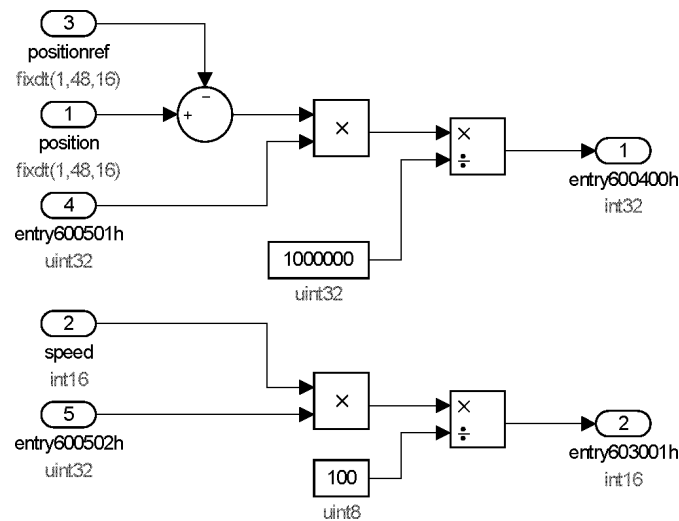 3
positionref
fixdt(1,48,16)
−
+
1
position
fixdt(1,48,16)
×
×
÷
1
entry600400h
int32
4
entry600501h
uint32
1000000
uint32
2
speed
int16
×
×
÷
2
entry603001h
int16
5
entry600502h
uint32
100
uint8